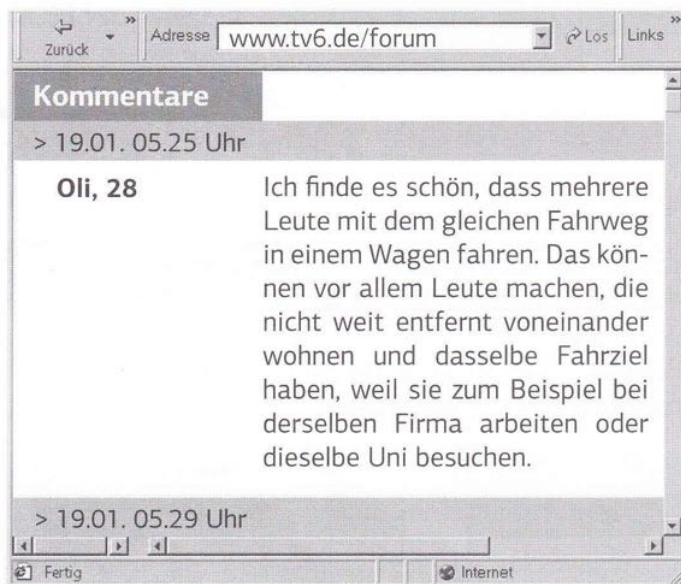 »
»
Zurück
Adresse
www.tv6.de/forum
Los
Links
Kommentare
> 19.01. 05.25 Uhr
Oli, 28
Ich finde es schön, dass mehrere
Leute mit dem gleichen Fahrweg
in einem Wagen fahren. Das kön-
nen vor allem Leute machen, die
nicht weit entfernt voneinander
wohnen und dasselbe Fahrziel
haben, weil sie zum Beispiel bei
derselben Firma arbeiten oder
dieselbe Uni besuchen.
> 19.01. 05.29 Uhr
Fertig
Internet